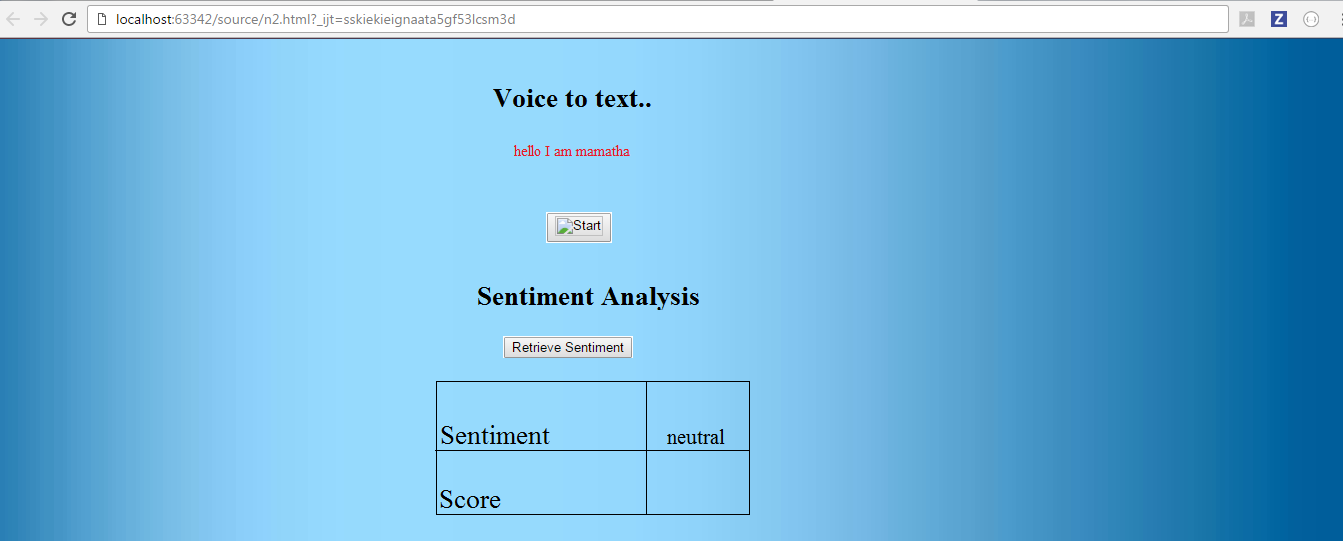 localhost:63342/source/n2.html?_ijt=sskiekieignaata5gf53lcsm3d
Z
Voice to text..
hello I am mamatha
Start
Sentiment Analysis
Retrieve Sentiment
Sentiment neutral
Score